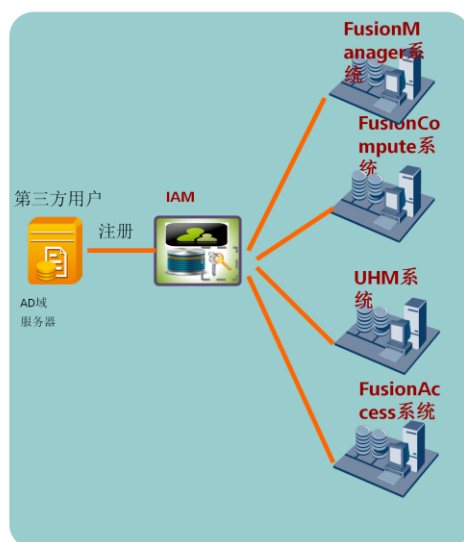 FusionM
anager系
统
FusionCo
mpute系
统
第三方用户
IAM
注册
AD域
服务器
UHM系
统
FusionAc
cess系统